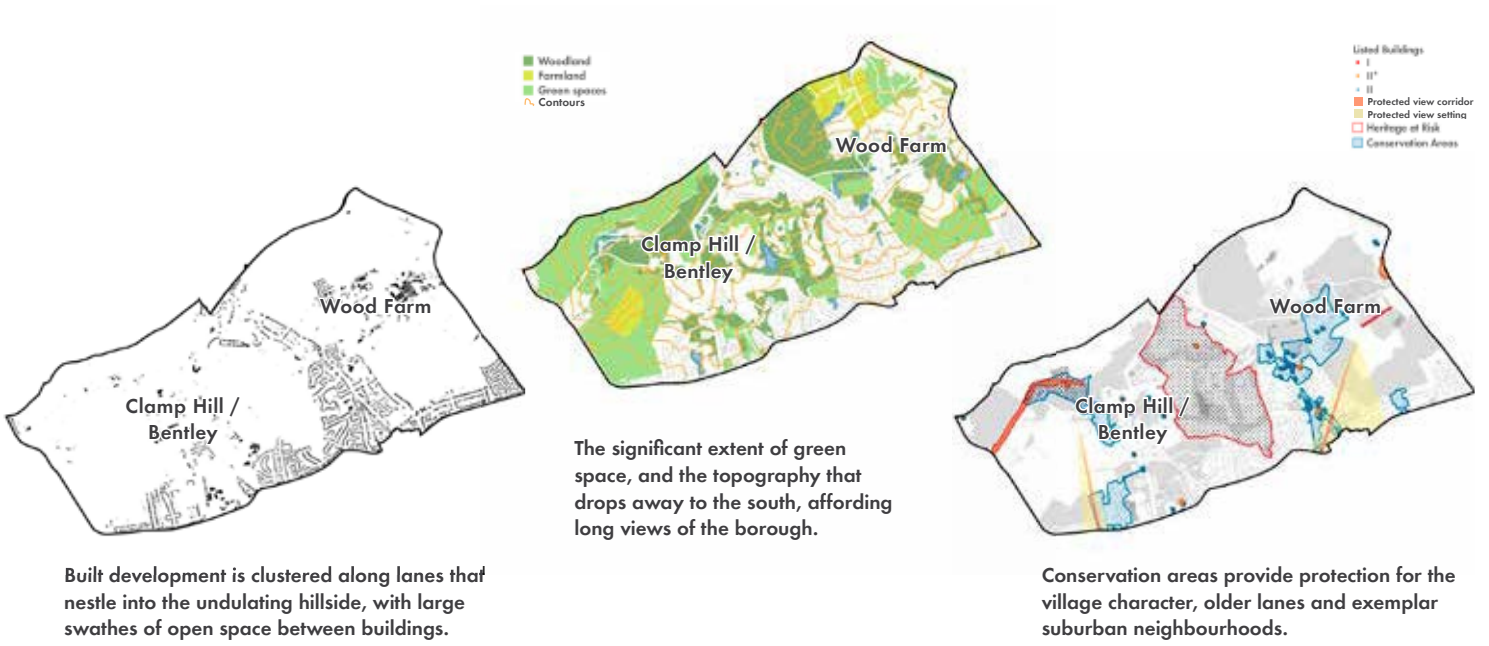 Woodland
Farmland
Green spaces
Contours
Wood Farm
Clamp Hill /
Bentley
Listed Buildings
I
II*
II
Protected view corridor
Protected view setting
Heritage at Risk
Conservation Areas
Wood Farm
Clamp Hill /
Bentley
Wood Farm
Clamp Hill /
Bentley
The significant extent of green
space, and the topography that
drops away to the south, affording
long views of the borough.
Built development is clustered along lanes that
nestle into the undulating hillside, with large
swathes of open space between buildings.
Conservation areas provide protection for the
village character, older lanes and exemplar
suburban neighbourhoods.